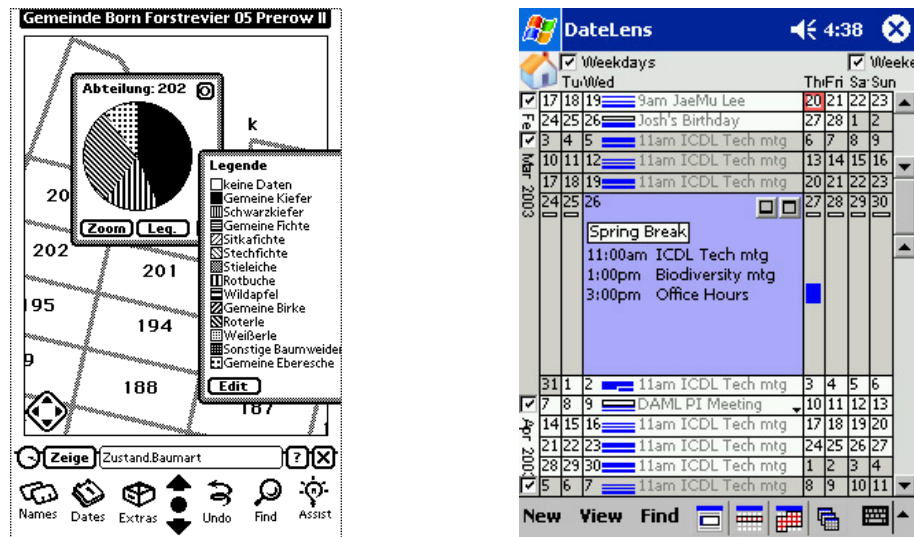 Gemeinde Born Forstrevier 05 Prerow II
Abteilung: 202
k
Legende
keine Daten
Gemeine Kiefer
Schwarzkiefer
Gemeine Fichte
Sitkafichte
Stechfichte
Stieleiche
Rotbuche
Wildapfel
Gemeine Birke
Roterle
Weißerle
Sonstige Baumweiden
Gemeine Eberesche
Edit
Zoom Leg.
20
202
201
195
194
9
188
187
1
Zeige Zustand.Baumart ? X
Names Dates Extras Undo Find Assist
DateLens 4:38
Weekdays Weeke
Tu Wed Th Fri Sa Sun
17 18 19 9am JaeMu Lee 20 21 22 23
Fe
24 25 26 Josh's Birthday 27 28 1 2
3 4 5 11am ICDL Tech mtg 6 7 8 9
Mar 2003
10 11 12 11am ICDL Tech mtg 13 14 15 16
17 18 19 11am ICDL Tech mtg 20 21 22 23
24 25 26 27 28 29 30
Spring Break
11:00am ICDL Tech mtg
1:00pm Biodiversity mtg
3:00pm Office Hours
31 1 2 11am ICDL Tech mtg 3 4 5 6
7 8 9 DAML PI Meeting 10 11 12 13
Apr 2003
14 15 16 11am ICDL Tech mtg 17 18 19 20
21 22 23 11am ICDL Tech mtg 24 25 26 27
28 29 30 11am ICDL Tech mtg 1 2 3 4
5 6 7 11am ICDL Tech mtg 8 9 10 11
New View Find